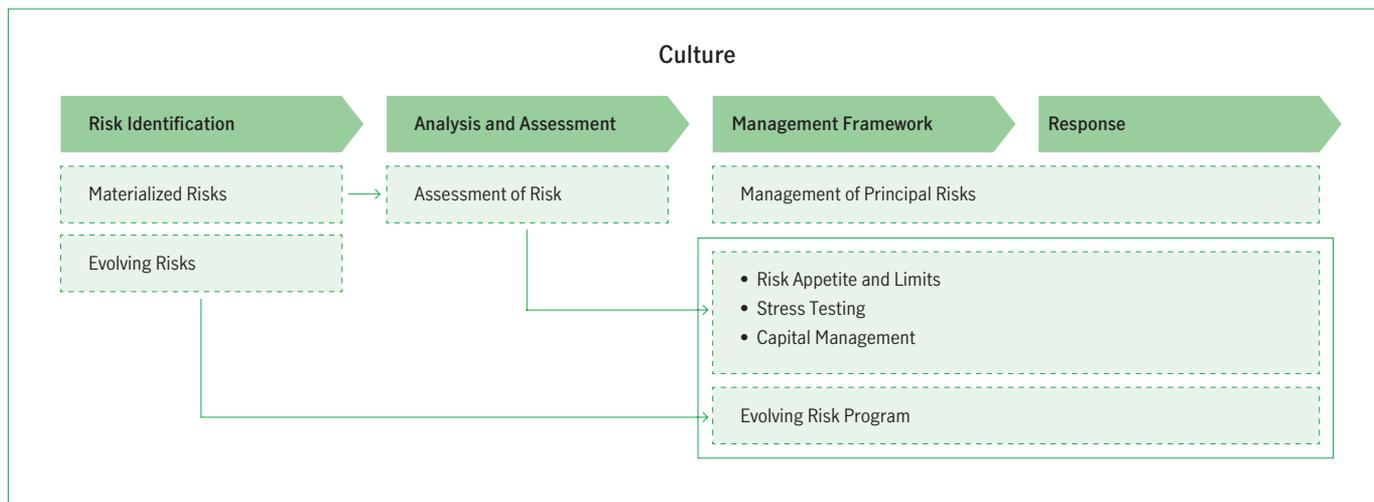 Culture
Risk Identification
Analysis and Assessment
Management Framework
Response
Materialized Risks
Assessment of Risk
Management of Principal Risks
Evolving Risks
• Risk Appetite and Limits
• Stress Testing
• Capital Management
Evolving Risk Program